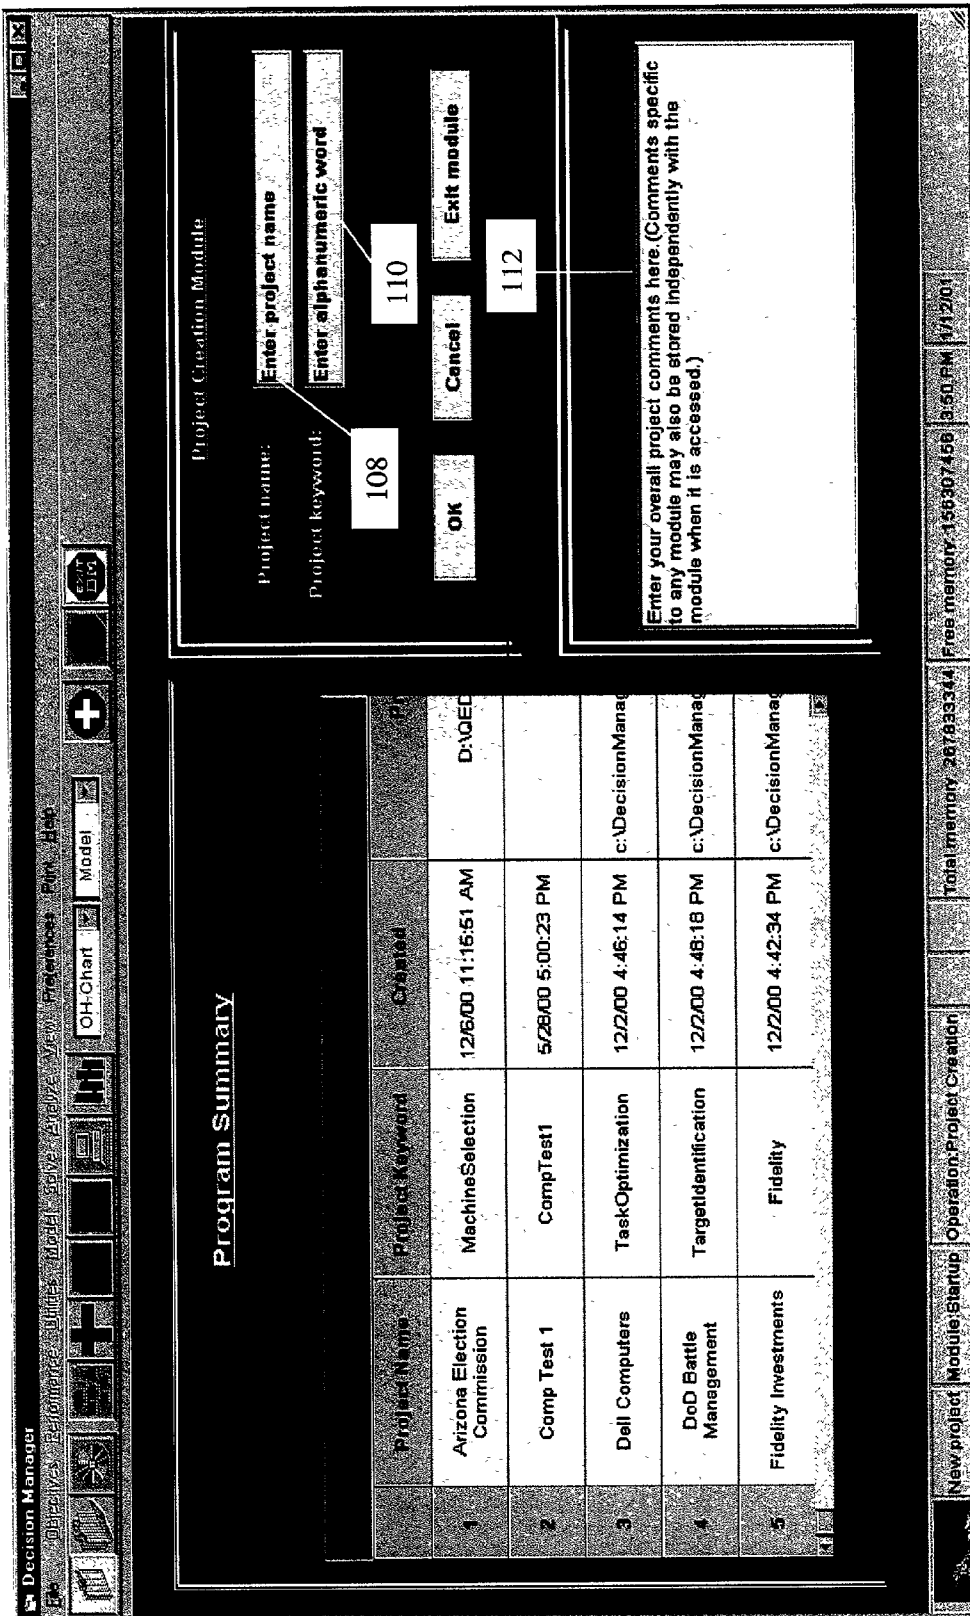 Decision Manager
File Objectives Performance Utilities Model Solve Analyze View Preferences Print Help
OH-Chart Model
EXIT DM
Program Summary
Project Name Project Keyword Created
1 Arizona Election Commission MachineSelection 12/6/00 11:15:51 AM D:\QED
2 Comp Test 1 CompTest1 5/28/00 5:00:23 PM
3 Dell Computers TaskOptimization 12/2/00 4:46:14 PM c:\DecisionManag
4 DoD Battle Management TargetIdentification 12/2/00 4:48:18 PM c:\DecisionManag
5 Fidelity Investments Fidelity 12/2/00 4:42:34 PM c:\DecisionManag
Project Creation Module
Project name: Enter project name
Project keyword: Enter alphanumeric word
108
110
OK Cancel Exit module
112
Enter your overall project comments here.(Comments specific
to any module may also be stored independently with the
module when it is accessed.)
New project Module:Startup Operation:Project Creation Total memory 267833344 Free memory 156307456 3:50 PM 1/12/01